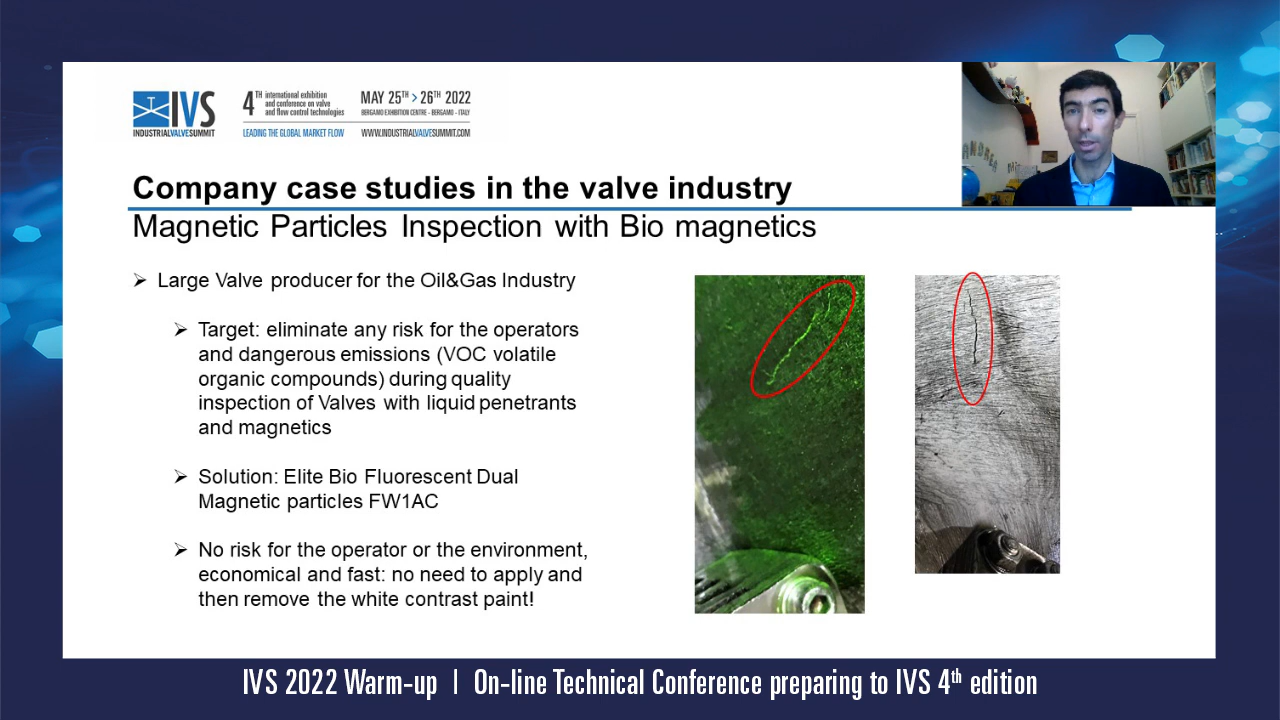 IVS
INDUSTRIALVALVESUMMIT
4TH international exhibition
and conference on valve
and flow control technologies
LEADING THE GLOBAL MARKET FLOW
MAY 25TH > 26TH 2022
BERGAMO EXHIBITION CENTRE - BERGAMO - ITALY
WWW.INDUSTRIALVALVESUMMIT.COM
Company case studies in the valve industry
Magnetic Particles Inspection with Bio magnetics
Large Valve producer for the Oil&Gas Industry
Target: eliminate any risk for the operators
and dangerous emissions (VOC volatile
organic compounds) during quality
inspection of Valves with liquid penetrants
and magnetics
Solution: Elite Bio Fluorescent Dual
Magnetic particles FW1AC
No risk for the operator or the environment,
economical and fast: no need to apply and
then remove the white contrast paint!
IVS 2022 Warm-up | On-line Technical Conference preparing to IVS 4th edition